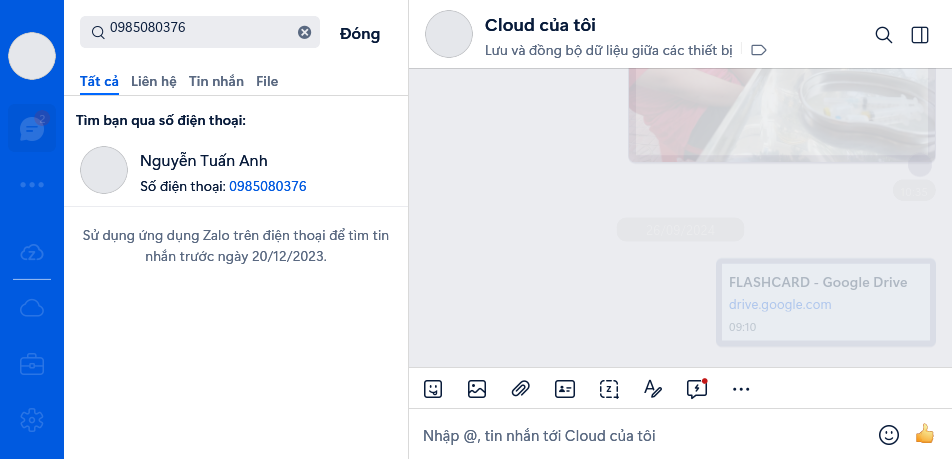 0985080376
Đóng
Tất cả Liên hệ Tin nhắn File
Tìm bạn qua số điện thoại:
Nguyễn Tuấn Anh
Số điện thoại: 0985080376
Sử dụng ứng dụng Zalo trên điện thoại để tìm tin
nhắn trước ngày 20/12/2023.
2
Cloud của tôi
Lưu và đồng bộ dữ liệu giữa các thiết bị
FLASHCARD - Google Drive
drive.google.com
09:10
Nhập @, tin nhắn tới Cloud của tôi